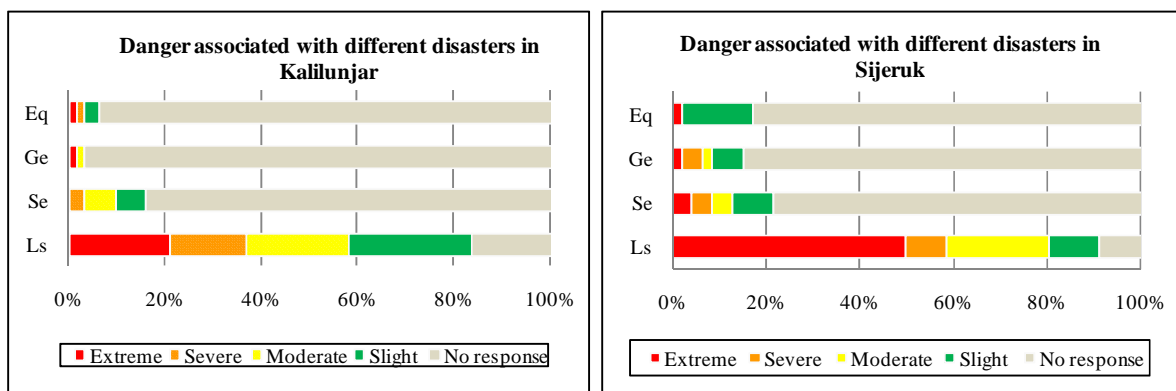 Danger associated with different disasters in
Kalilunjar
Eq
Ge
Se
Ls
0% 20% 40% 60% 80% 100%
Extreme Severe Moderate Slight No response
Danger associated with different disasters in
Sijeruk
Eq
Ge
Se
Ls
0% 20% 40% 60% 80% 100%
Extreme Severe Moderate Slight No response